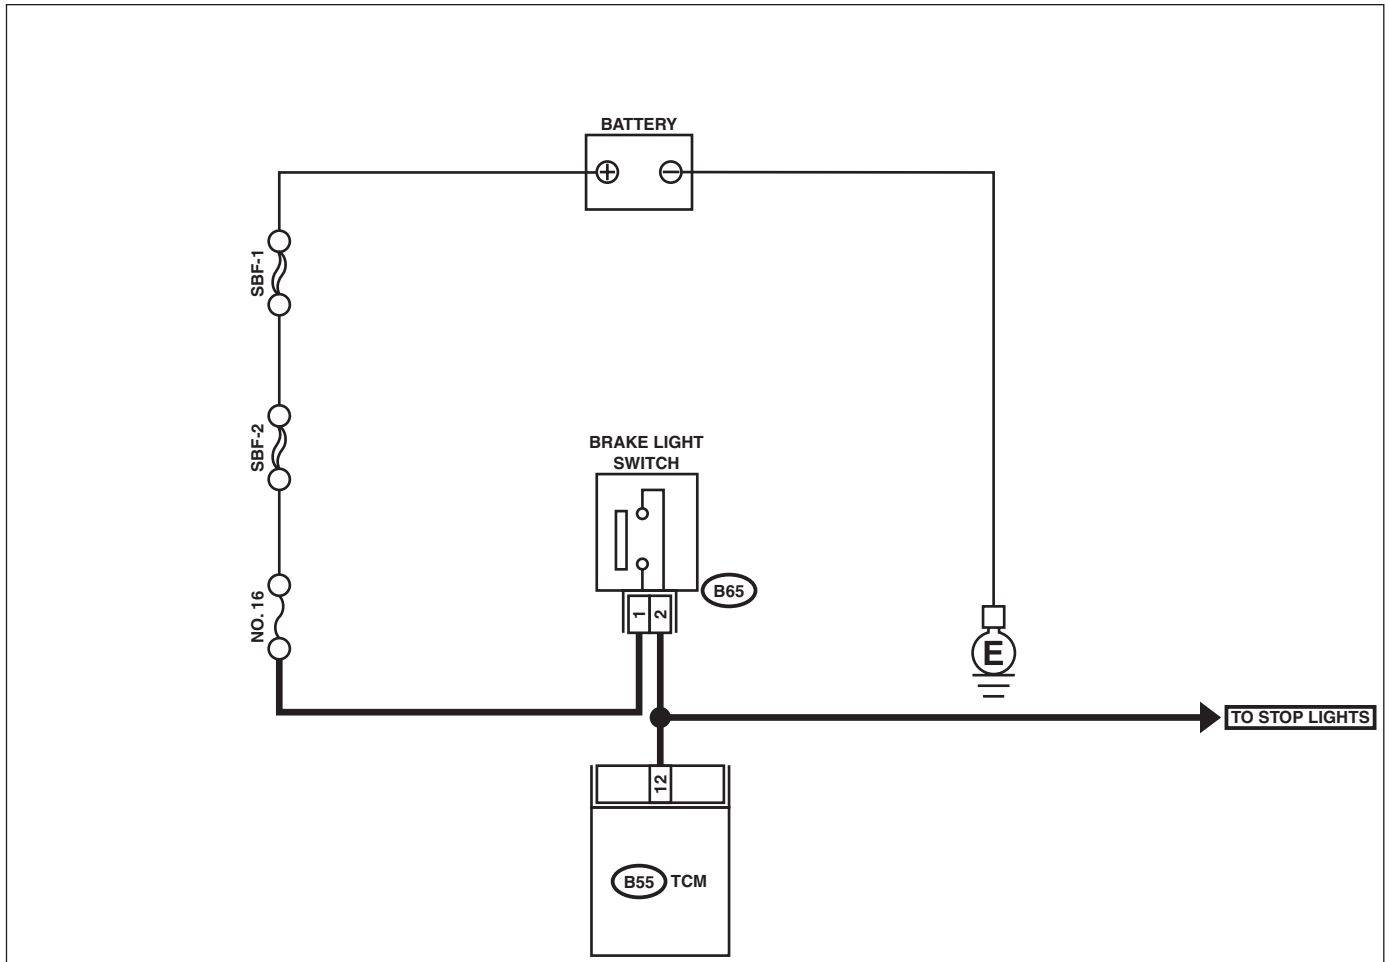 BATTERY
+
−
SBF-1
SBF-2
BRAKE LIGHT
SWITCH
NO. 16
B65
1
2
E
TO STOP LIGHTS
12
B55
TCM